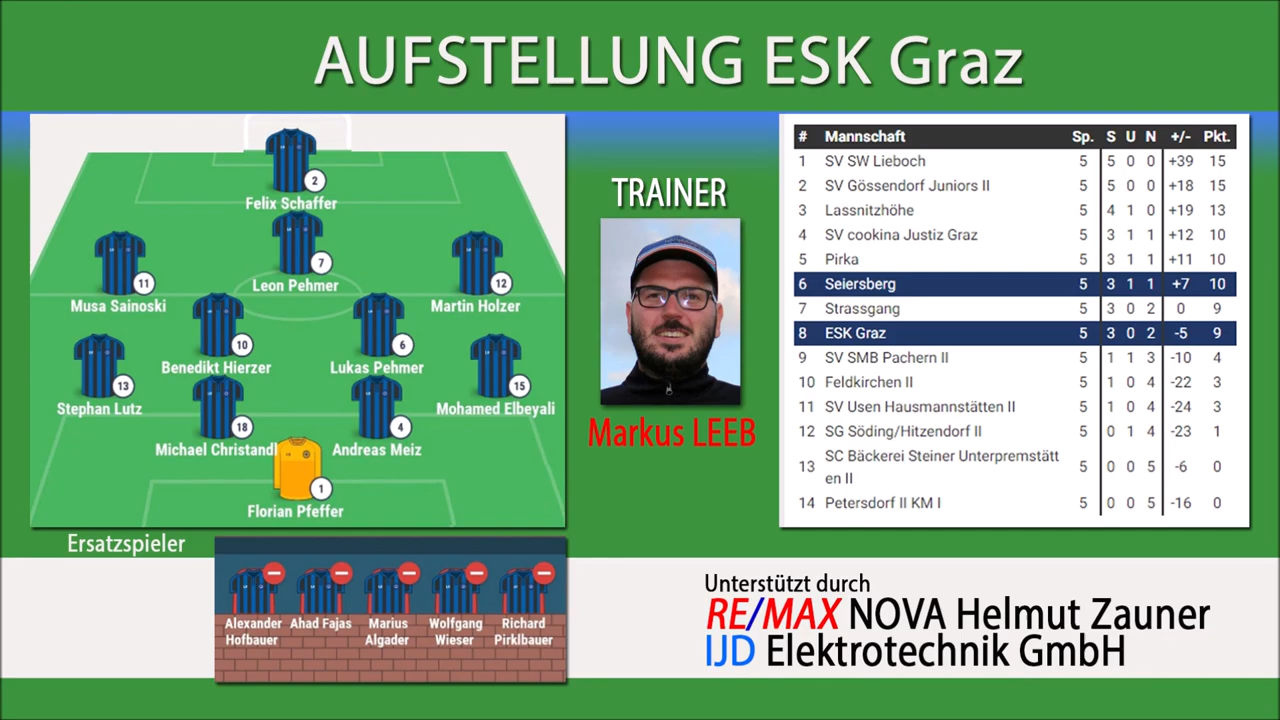 AUFSTELLUNG ESK Graz
2
Felix Schaffer
7
Leon Pehmer
11
Musa Sainoski
12
Martin Holzer
10
Benedikt Hierzer
6
Lukas Pehmer
13
Stephan Lutz
15
Mohamed Elbeyali
18
Michael Christandl
4
Andreas Meiz
1
Florian Pfeffer
Ersatzspieler
Alexander
Hofbauer
Ahad Fajas
Marius
Algader
Wolfgang
Wieser
Richard
Pirklbauer
TRAINER
Markus LEEB
# Mannschaft Sp. S U N +/- Pkt.
1 SV SW Lieboch 5 5 0 0 +39 15
2 SV Gössendorf Juniors II 5 5 0 0 +18 15
3 Lassnitzhöhe 5 4 1 0 +19 13
4 SV cookina Justiz Graz 5 3 1 1 +12 10
5 Pirka 5 3 1 1 +11 10
6 Seiersberg 5 3 1 1 +7 10
7 Strassgang 5 3 0 2 0 9
8 ESK Graz 5 3 0 2 -5 9
9 SV SMB Pachern II 5 1 1 3 -10 4
10 Feldkirchen II 5 1 0 4 -22 3
11 SV Usen Hausmannstätten II 5 1 0 4 -24 3
12 SG Söding/Hitzendorf II 5 0 1 4 -23 1
13 SC Bäckerei Steiner Unterpremstätt
en II 5 0 0 5 -6 0
14 Petersdorf II KM I 5 0 0 5 -16 0
Unterstützt durch
RE/MAX NOVA Helmut Zauner
IJD Elektrotechnik GmbH